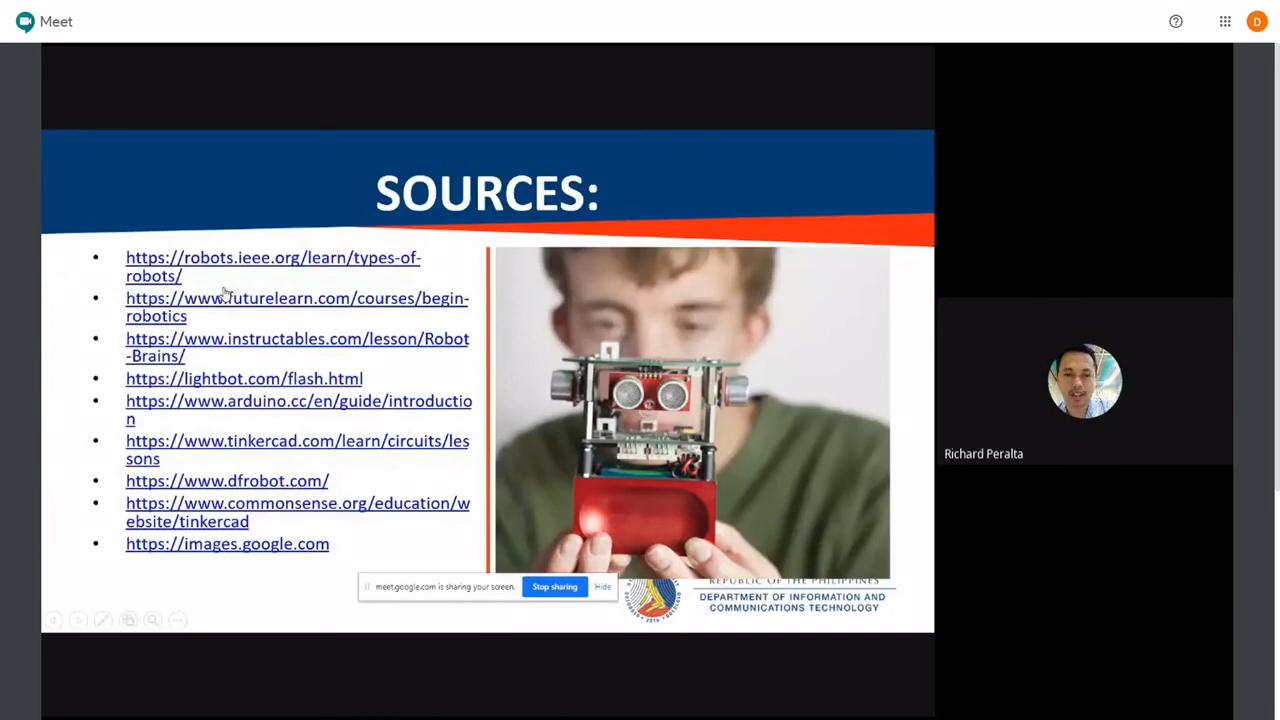 Meet
D
SOURCES:
• https://robots.ieee.org/learn/types-of-
robots/
• https://www.futurelearn.com/courses/begin-
robotics
• https://www.instructables.com/lesson/Robot
-Brains/
• https://lightbot.com/flash.html
• https://www.arduino.cc/en/guide/introductio
n
• https://www.tinkercad.com/learn/circuits/les
sons
• https://www.dfrobot.com/
• https://www.commonsense.org/education/w
ebsite/tinkercad
• https://images.google.com
Richard Peralta
meet.google.com is sharing your screen.
Stop sharing
Hide
REPUBLIC OF THE PHILIPPINES
DEPARTMENT OF INFORMATION AND
COMMUNICATIONS TECHNOLOGY